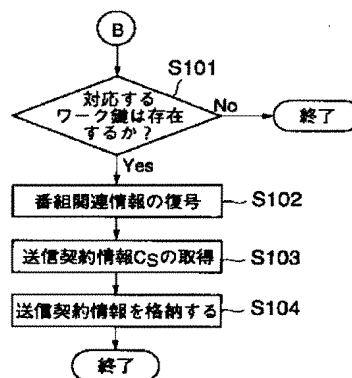 B
S101
対応する
ワーク鍵は存在
するか?
No
終了
Yes
番組関連情報の復号
S102
送信契約情報CSの取得
S103
送信契約情報を格納する
S104
終了